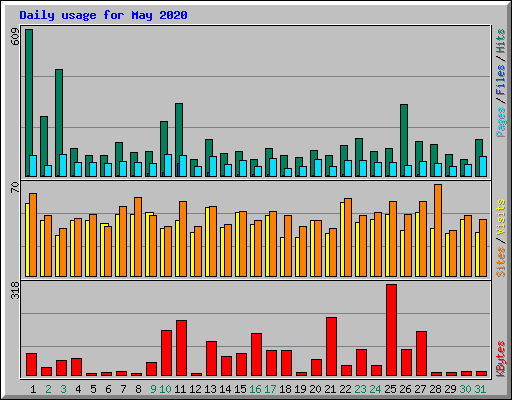 Daily usage for May 2020
609
Pages / Files / Hits
70
Sites / Visits
318
KBytes
1 2 3 4 5 6 7 8 9 10 11 12 13 14 15 16 17 18 19 20 21 22 23 24 25 26 27 28 29 30 31